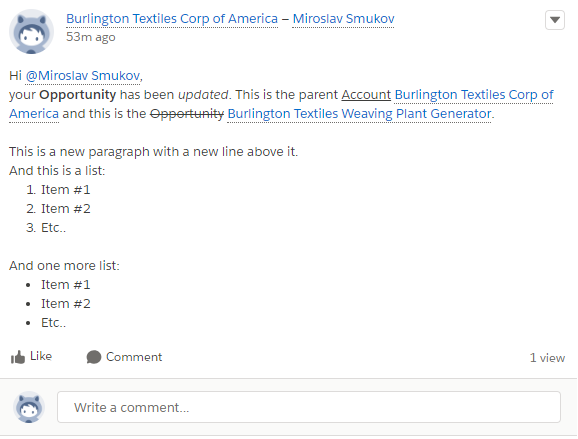 Burlington Textiles Corp of America – Miroslav Smukov
53m ago
Hi @Miroslav Smukov,
your Opportunity has been updated. This is the parent Account Burlington Textiles Corp of
America and this is the Opportunity Burlington Textiles Weaving Plant Generator.
This is a new paragraph with a new line above it.
And this is a list:
1. Item #1
2. Item #2
3. Etc..
And one more list:
• Item #1
• Item #2
• Etc..
Like Comment 1 view
Write a comment...